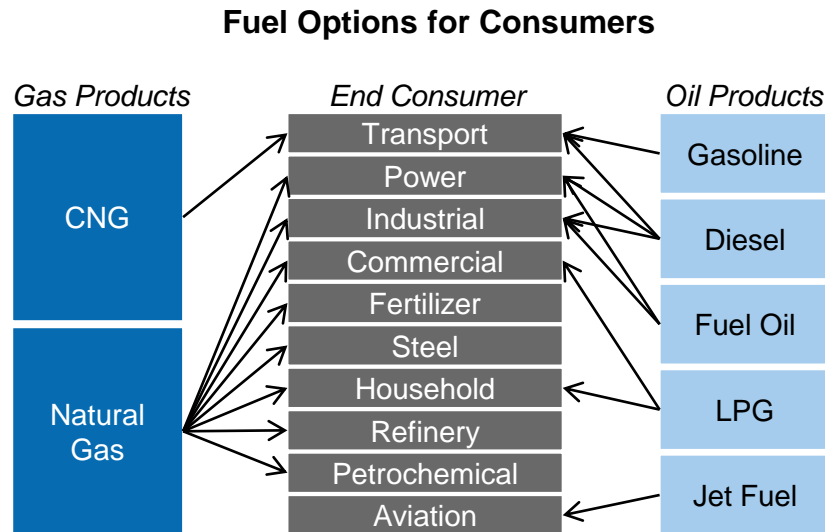 Fuel Options for Consumers
Gas Products
End Consumer
Oil Products
CNG
Natural
Gas
Transport
Power
Industrial
Commercial
Fertilizer
Steel
Household
Refinery
Petrochemical
Aviation
Gasoline
Diesel
Fuel Oil
LPG
Jet Fuel